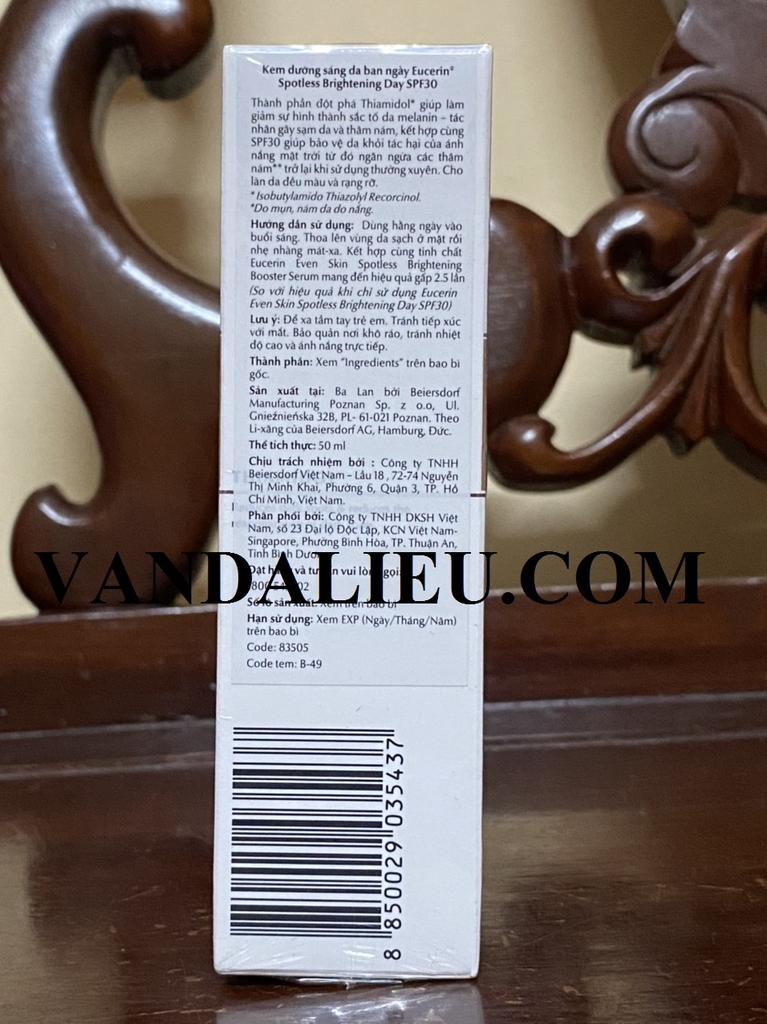 Kem dưỡng sáng da ban ngày Eucerin®
Spotless Brightening Day SPF30
Thành phần đột phá Thiamidol* giúp làm
giảm sự hình thành sắc tố da melanin – tác
nhân gây sạm da và thâm nám, kết hợp cùng
SPF30 giúp bảo vệ da khỏi tác hại của ánh
nắng mặt trời từ đó ngăn ngừa các thâm
nám** trở lại khi sử dụng thường xuyên. Cho
làn da đều màu và rạng rỡ.
* Isobutylamido Thiazolyl Recorcinol.
*Do mụn, nám da do nắng.
Hướng dẫn sử dụng: Dùng hằng ngày vào
buổi sáng. Thoa lên vùng da sạch ở mặt rồi
nhẹ nhàng mát-xa. Kết hợp cùng tinh chất
Eucerin Even Skin Spotless Brightening
Booster Serum mang đến hiệu quả gấp 2.5 lần
(So với hiệu quả khi chỉ sử dụng Eucerin
Even Skin Spotless Brightening Day SPF30)
Lưu ý: Để xa tầm tay trẻ em. Tránh tiếp xúc
với mắt. Bảo quản nơi khô ráo, tránh nhiệt
độ cao và ánh nắng trực tiếp.
Thành phần: Xem "Ingredients" trên bao bì
gốc.
Sản xuất tại: Ba Lan bởi Beiersdorf
Manufacturing Poznan Sp. z o.o, Ul.
Gnieźnieńska 32B, PL- 61-021 Poznan. Theo
Li-xăng của Beiersdorf AG, Hamburg, Đức.
Thể tích thực: 50 ml
Chịu trách nhiệm bởi : Công ty TNHH
Beiersdorf Việt Nam – Lầu 18 , 72-74 Nguyễn
Thị Minh Khai, Phường 6, Quận 3, TP. Hồ
Chí Minh, Việt Nam.
Phân phối bởi: Công ty TNHH DKSH Việt
Nam, số 23 Đại lộ Độc Lập, KCN Việt Nam-
Singapore, Phường Bình Hòa, TP. Thuận An,
Tỉnh Bình
VANDALIEU.COM
Số lô sản xuất: Xem trên bao bì
Hạn sử dụng: Xem EXP (Ngày/Tháng/Năm)
trên bao bì
Code: 83505
Code tem: B-49
8 850029 035437